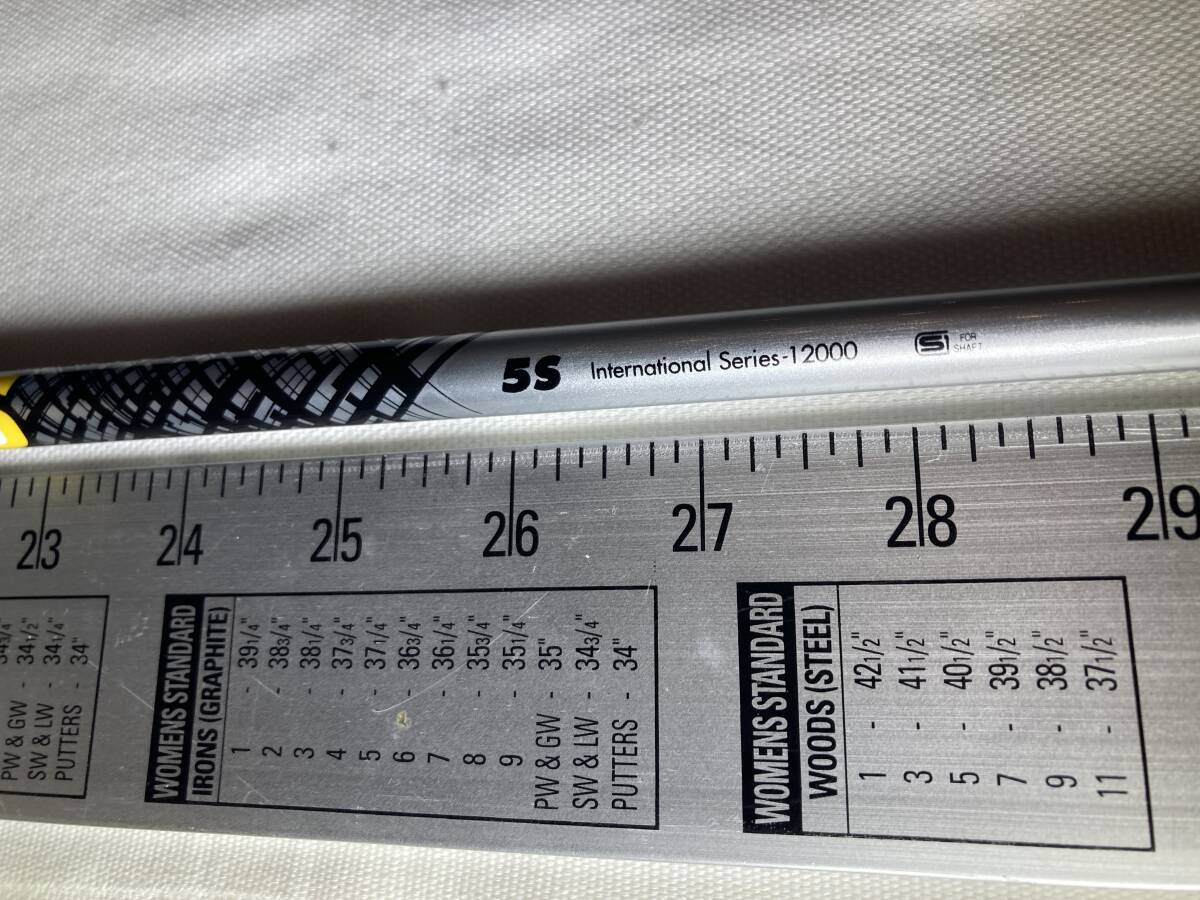 5S International Series-12000
FOR
SHAFT
23 24 25 26 27 28 29
PW & GW - 34 1/2"
SW & LW - 34 1/4"
PUTTERS - 34"
WOMENS STANDARD
IRONS (GRAPHITE)
1 - 39 1/4"
2 - 38 3/4"
3 - 38 1/4"
4 - 37 3/4"
5 - 37 1/4"
6 - 36 3/4"
7 - 36 1/4"
8 - 35 3/4"
9 - 35 1/4"
PW & GW - 35"
SW & LW - 34 3/4"
PUTTERS - 34"
WOMENS STANDARD
WOODS (STEEL)
1 - 42 1/2"
3 - 41 1/2"
5 - 40 1/2"
7 - 39 1/2"
9 - 38 1/2"
11 - 37 1/2"